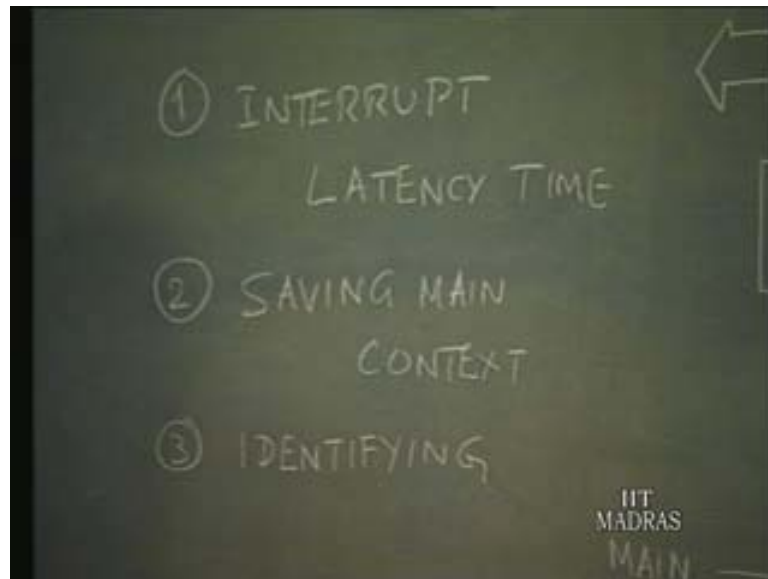 ① INTERRUPT
LATENCY TIME
② SAVING MAIN
CONTEXT
③ IDENTIFYING
IIT
MADRAS
MAIN